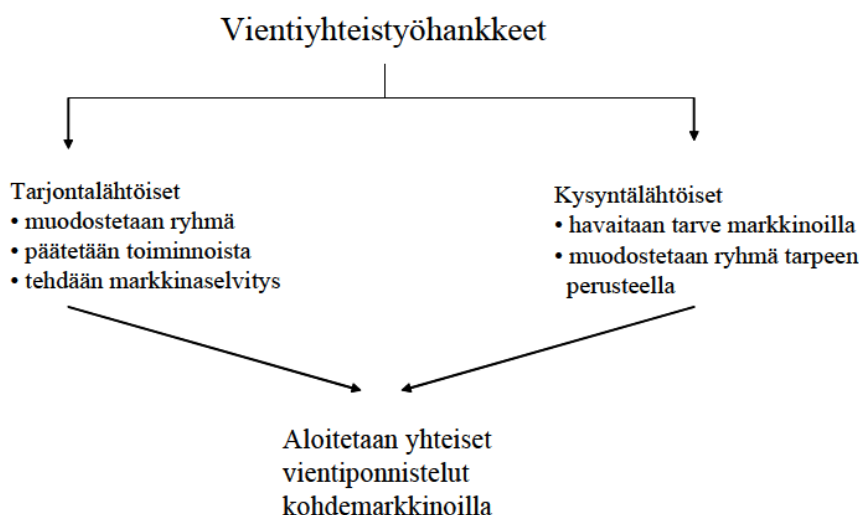 Vientiyhteistyöhankkeet
Tarjontalähtöiset
• muodostetaan ryhmä
• päätetään toiminnoista
• tehdään markkinaselvitys
Kysyntälähtöiset
• havaitaan tarve markkinoilla
• muodostetaan ryhmä tarpeen
perusteella
Aloitetaan yhteiset
vientiponnistelut
kohdemarkkinoilla